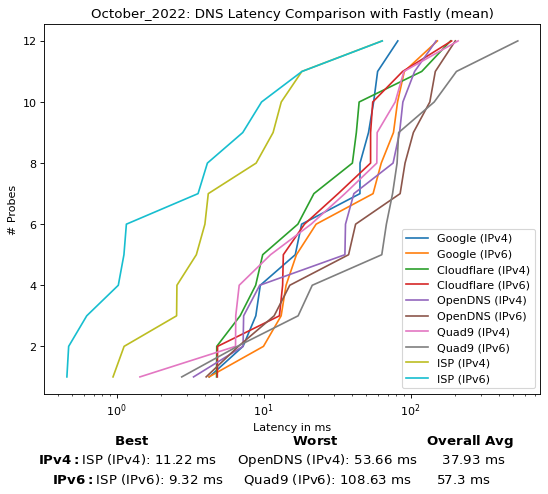 October_2022: DNS Latency Comparison with Fastly (mean)
12
10
8
6
4
2
# Probes
Google (IPv4)
Google (IPv6)
Cloudflare (IPv4)
Cloudflare (IPv6)
OpenDNS (IPv4)
OpenDNS (IPv6)
Quad9 (IPv4)
Quad9 (IPv6)
ISP (IPv4)
ISP (IPv6)
10⁰ 10¹ 10²
Latency in ms
Best Worst Overall Avg
IPv4: ISP (IPv4): 11.22 ms OpenDNS (IPv4): 53.66 ms 37.93 ms
IPv6: ISP (IPv6): 9.32 ms Quad9 (IPv6): 108.63 ms 57.3 ms